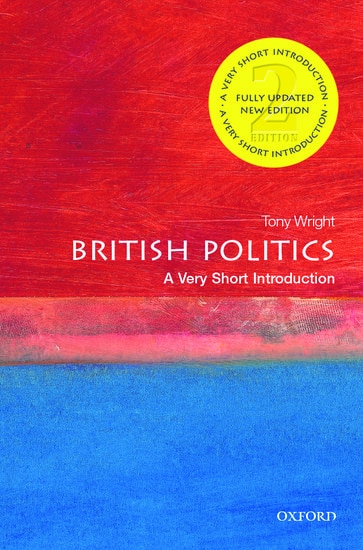 A VERY SHORT INTRODUCTION
FULLY UPDATED
NEW EDITION
2
EDITION
A VERY SHORT INTRODUCTION
Tony Wright
BRITISH POLITICS
A Very Short Introduction
OXFORD